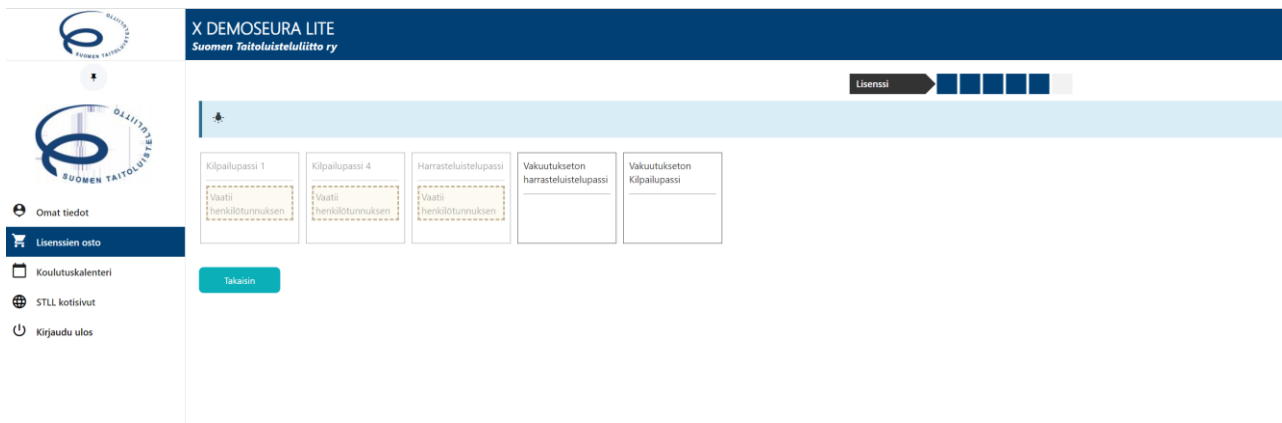 SUOMEN TAITOLUISTELULIITTO
X DEMOSEURA LITE
Suomen Taitoluisteluliitto ry
Lisenssi
SUOMEN TAITOLUISTELULIITTO
Kilpailupassi 1
Vaatii
henkilötunnuksen
Kilpailupassi 4
Vaatii
henkilötunnuksen
Harrasteluistelupassi
Vaatii
henkilötunnuksen
Vakuutukseton
harrasteluistelupassi
Vakuutukseton
Kilpailupassi
Omat tiedot
Lisenssien osto
Koulutuskalenteri
STLL kotisivut
Kirjaudu ulos
Takaisin